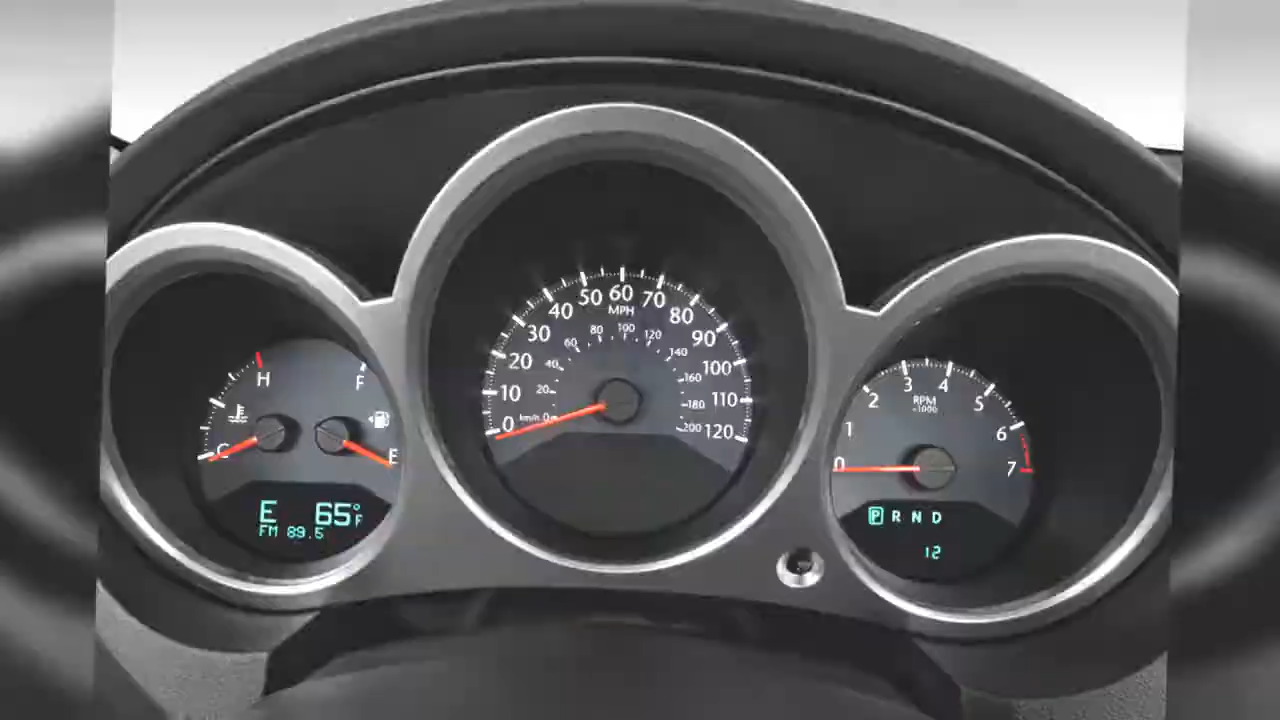 H F
C E
E 65°F
FM 89.5
0 10 20 30 40 50 60 70 80 90 100 110 120
MPH
km/h 0 20 40 60 80 100 120 140 160 180 200
0 1 2 3 4 5 6 7
RPM
×1000
P R N D
12